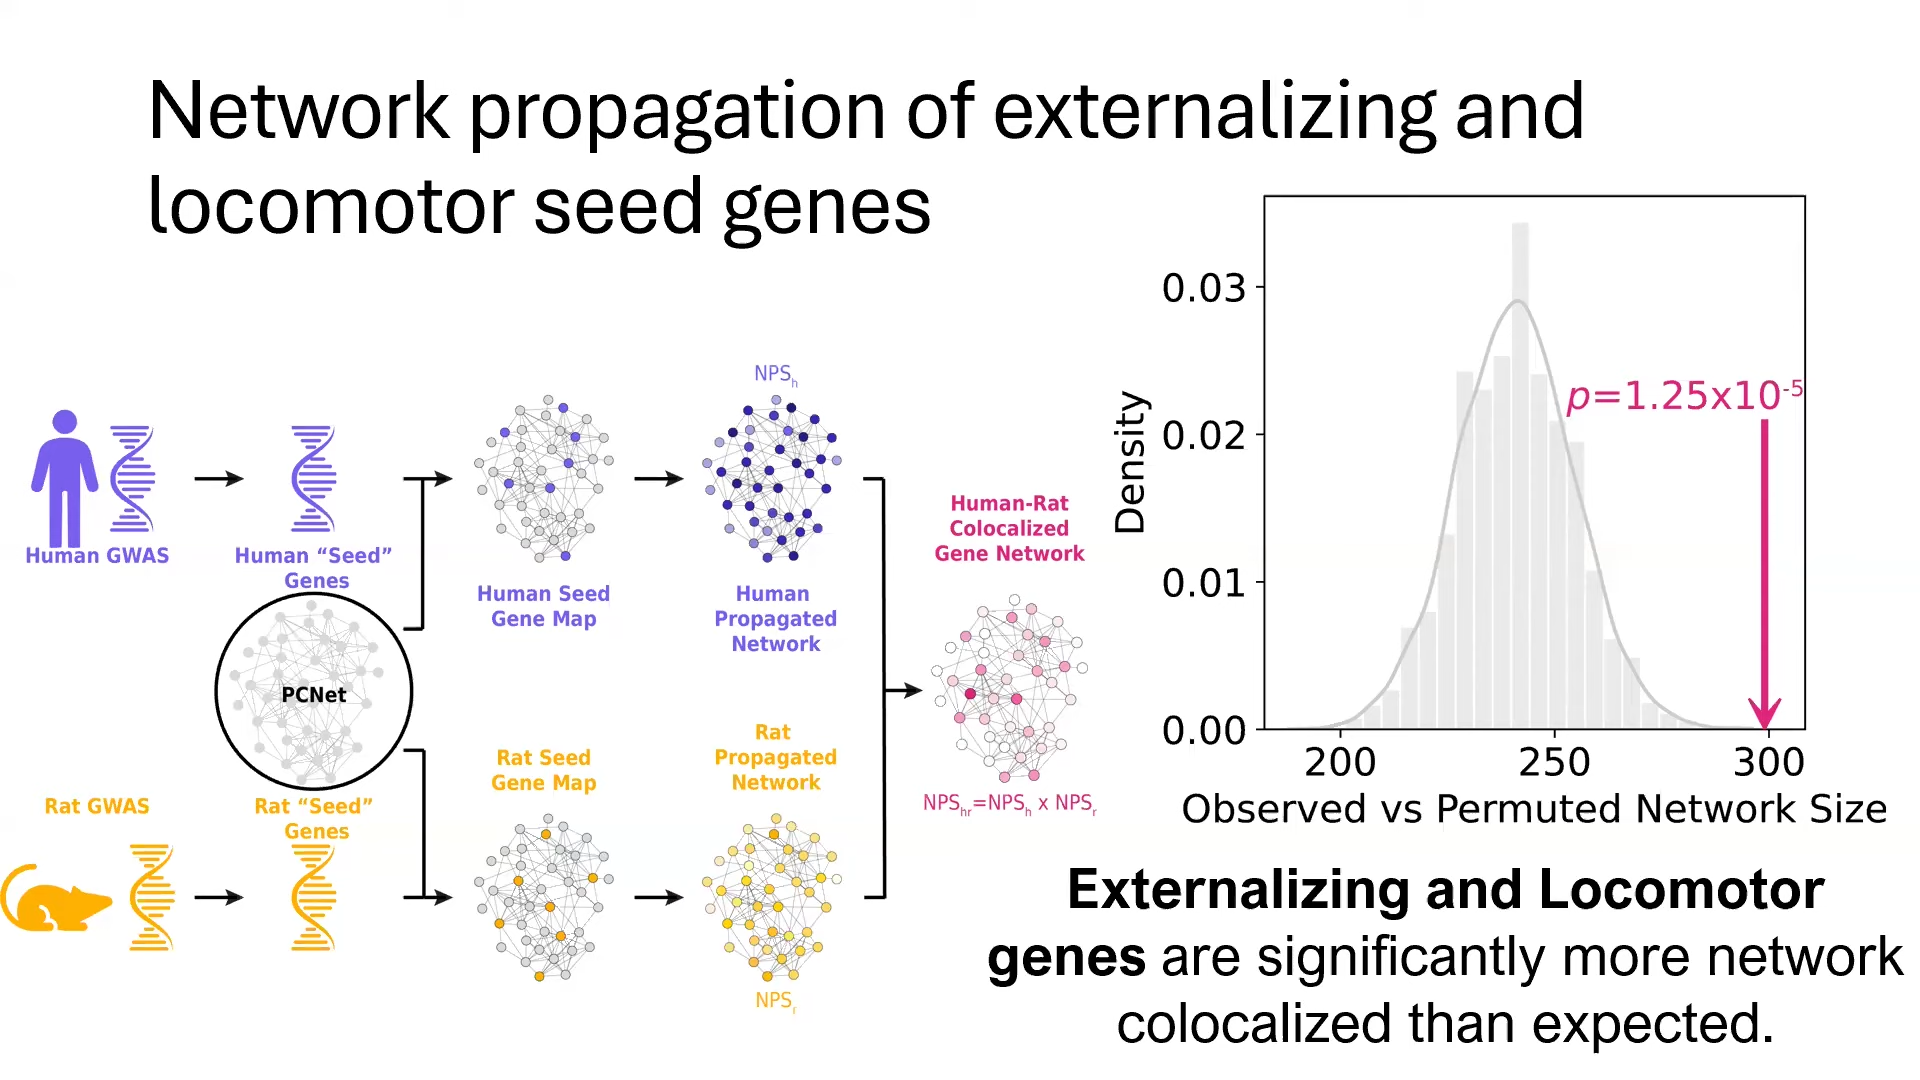 Network propagation of externalizing and
locomotor seed genes
NPSh
Human GWAS
Human “Seed”
Genes
Human Seed
Gene Map
Human
Propagated
Network
PCNet
Rat GWAS
Rat “Seed”
Genes
Rat Seed
Gene Map
Rat
Propagated
Network
NPSr
Human-Rat
Colocalized
Gene Network
NPShr=NPSh x NPSr
Density
0.03
0.02
0.01
0.00
p=1.25x10-5
200
250
300
Observed vs Permuted Network Size
Externalizing and Locomotor
genes are significantly more network
colocalized than expected.